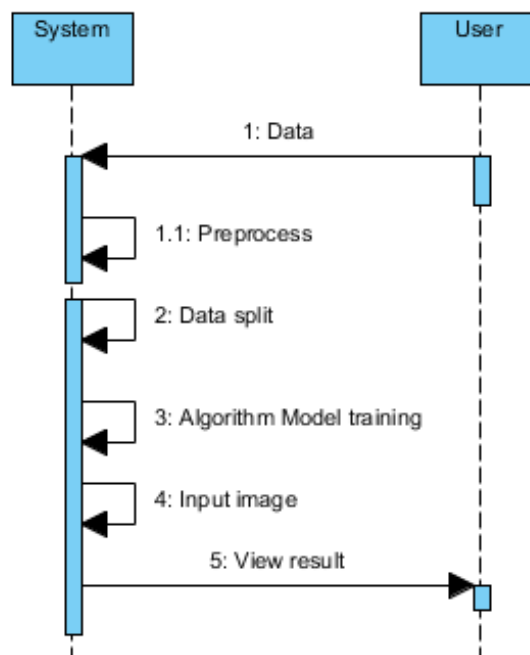 System
User
1: Data
1.1: Preprocess
2: Data split
3: Algorithm Model training
4: Input image
5: View result